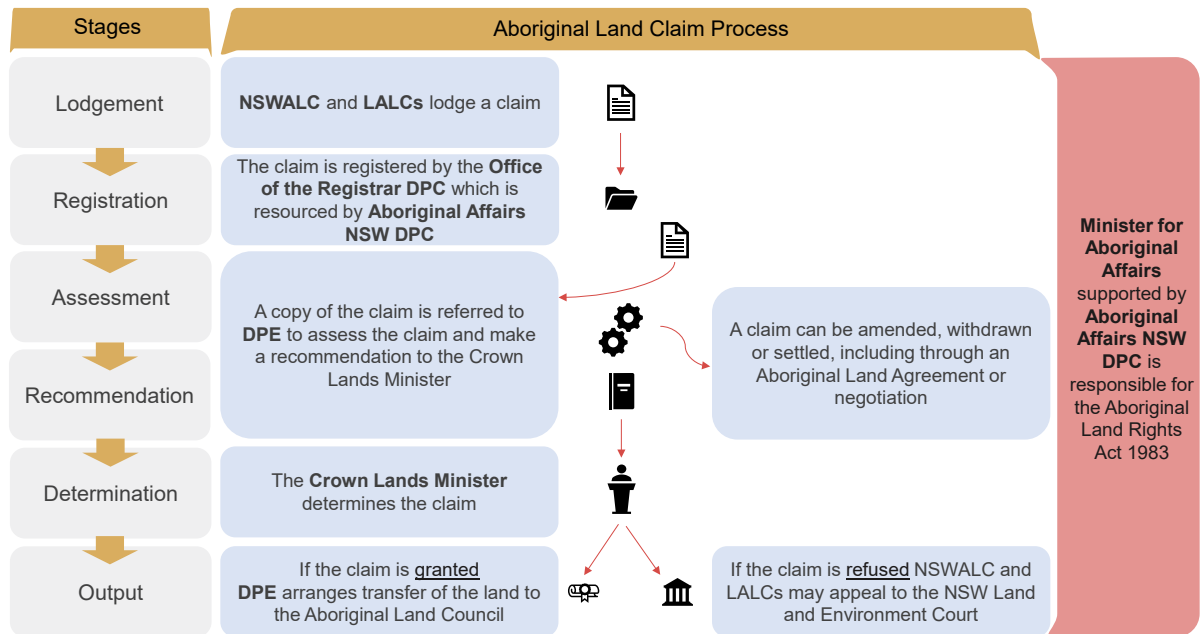 Stages
Aboriginal Land Claim Process
Lodgement
NSWALC and LALCs lodge a claim
Registration
The claim is registered by the Office
of the Registrar DPC which is
resourced by Aboriginal Affairs
NSW DPC
Assessment
Recommendation
A copy of the claim is referred to
DPE to assess the claim and make
a recommendation to the Crown
Lands Minister
A claim can be amended, withdrawn
or settled, including through an
Aboriginal Land Agreement or
negotiation
Determination
The Crown Lands Minister
determines the claim
Output
If the claim is granted
DPE arranges transfer of the land to
the Aboriginal Land Council
If the claim is refused NSWALC and
LALCs may appeal to the NSW Land
and Environment Court
Minister for
Aboriginal
Affairs
supported by
Aboriginal
Affairs NSW
DPC is
responsible for
the Aboriginal
Land Rights
Act 1983